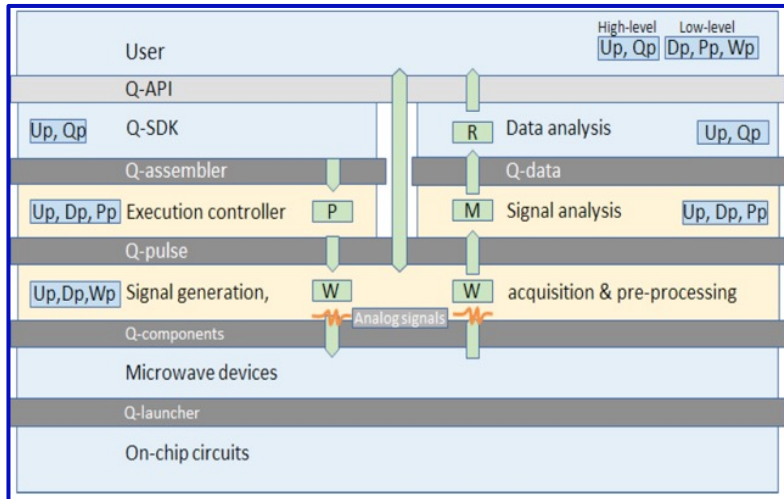 High-level Low-level
User Up, Qp Dp, Pp, Wp
Q-API
Up, Qp Q-SDK R Data analysis Up, Qp
Q-assembler Q-data
Up, Dp, Pp Execution controller P M Signal analysis Up, Dp, Pp
Q-pulse
Up,Dp,Wp Signal generation, W W acquisition & pre-processing
Analog signals
Q-components
Microwave devices
Q-launcher
On-chip circuits